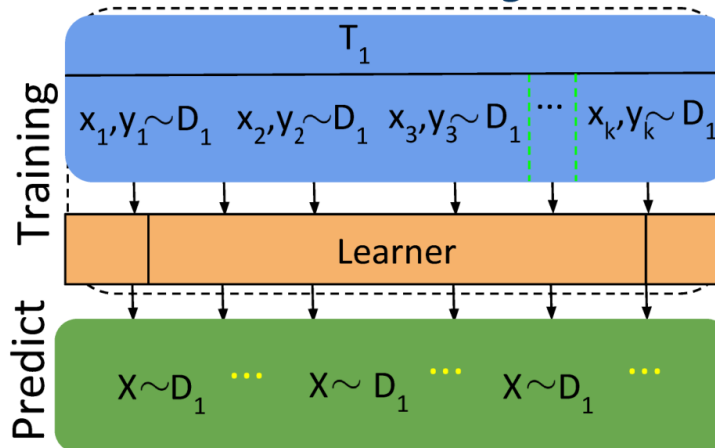 T₁
x₁,y₁~D₁ x₂,y₂~D₁ x₃,y₃~D₁ ... xₖ,yₖ~D₁
Training
Learner
Predict
X~D₁ ... X~ D₁ ... X~D₁ ...